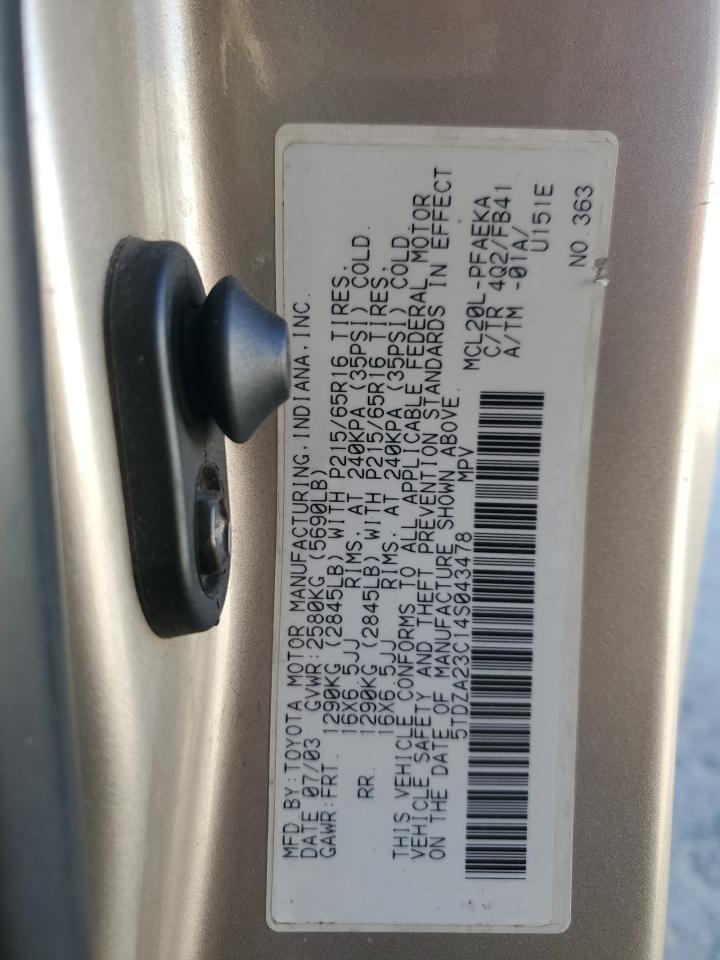 MFD.BY:TOYOTA MOTOR MANUFACTURING,INDIANA,INC.
DATE 07/03 GVWR:2580KG (5690LB)
GAWR:FRT. 1290KG (2845LB) WITH P215/65R16 TIRES,
16X6.5JJ RIMS, AT 240KPA (35PSI) COLD.
RR. 1290KG (2845LB) WITH P215/65R16 TIRES,
16X6.5JJ RIMS, AT 240KPA (35PSI) COLD.
THIS VEHICLE CONFORMS TO ALL APPLICABLE FEDERAL MOTOR
VEHICLE SAFETY AND THEFT PREVENTION STANDARDS IN EFFECT
ON THE DATE OF MANUFACTURE SHOWN ABOVE.
5TDZA23C14S043478 MPV
MCL20L-PFAEKA
C/TR 4Q2/FB41
A/TM -01A/
U151E
NO.363